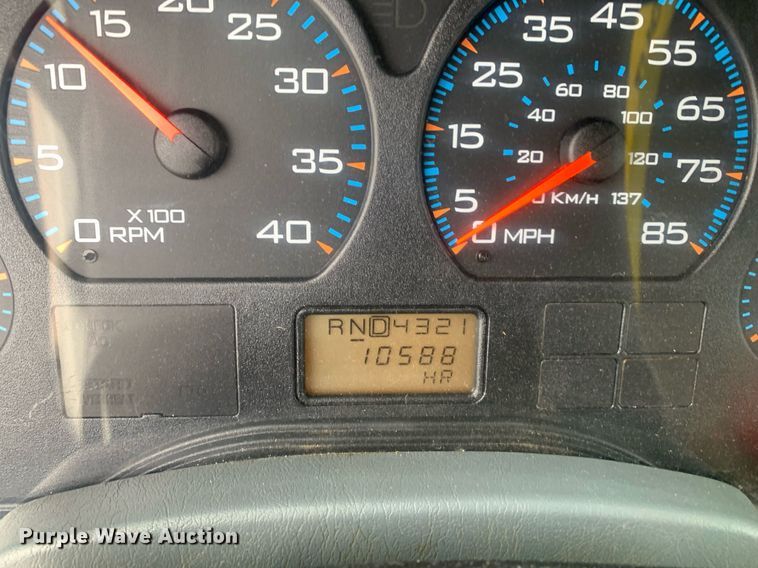 5 10 15 20 25 30 35 40
0
X 100
RPM
5 15 25 35 45 55 65 75 85
20 40 60 80 100 120
0 KM/H 137
0 MPH
RND4321
10588
HR
Purple Wave Auction